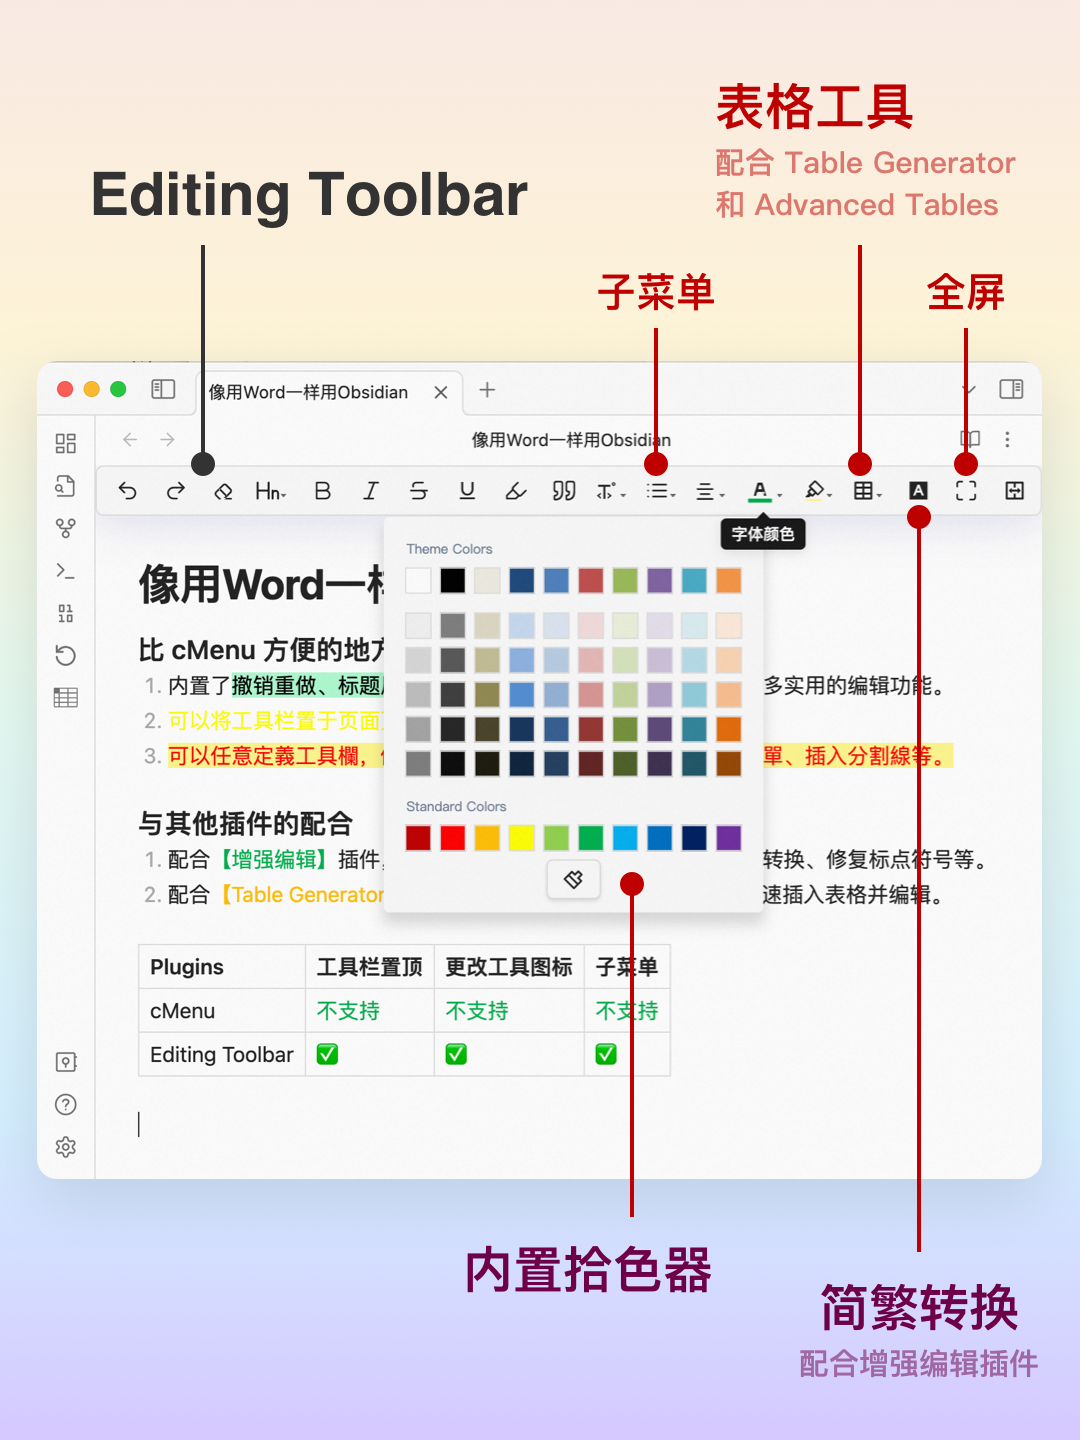 表格工具
配合 Table Generator
和 Advanced Tables
Editing Toolbar
子菜单
全屏
像用Word一样用Obsidian
像用Word一样用Obsidian
Hn
B
I
S
U
T
A
A
字体颜色
Theme Colors
像用Word一样
比 cMenu 方便的地方
1. 内置了撤销重做、标题 多实用的编辑功能。
2. 可以将工具栏置于页面
3. 可以任意定義工具欄， 單、插入分割線等。
Standard Colors
与其他插件的配合
1. 配合【增强编辑】插件， 转换、修复标点符号等。
2. 配合【Table Generator 速插入表格并编辑。
Plugins 工具栏置顶 更改工具图标 子菜单
cMenu 不支持 不支持 不支持
Editing Toolbar ✅ ✅ ✅
内置拾色器
简繁转换
配合增强编辑插件